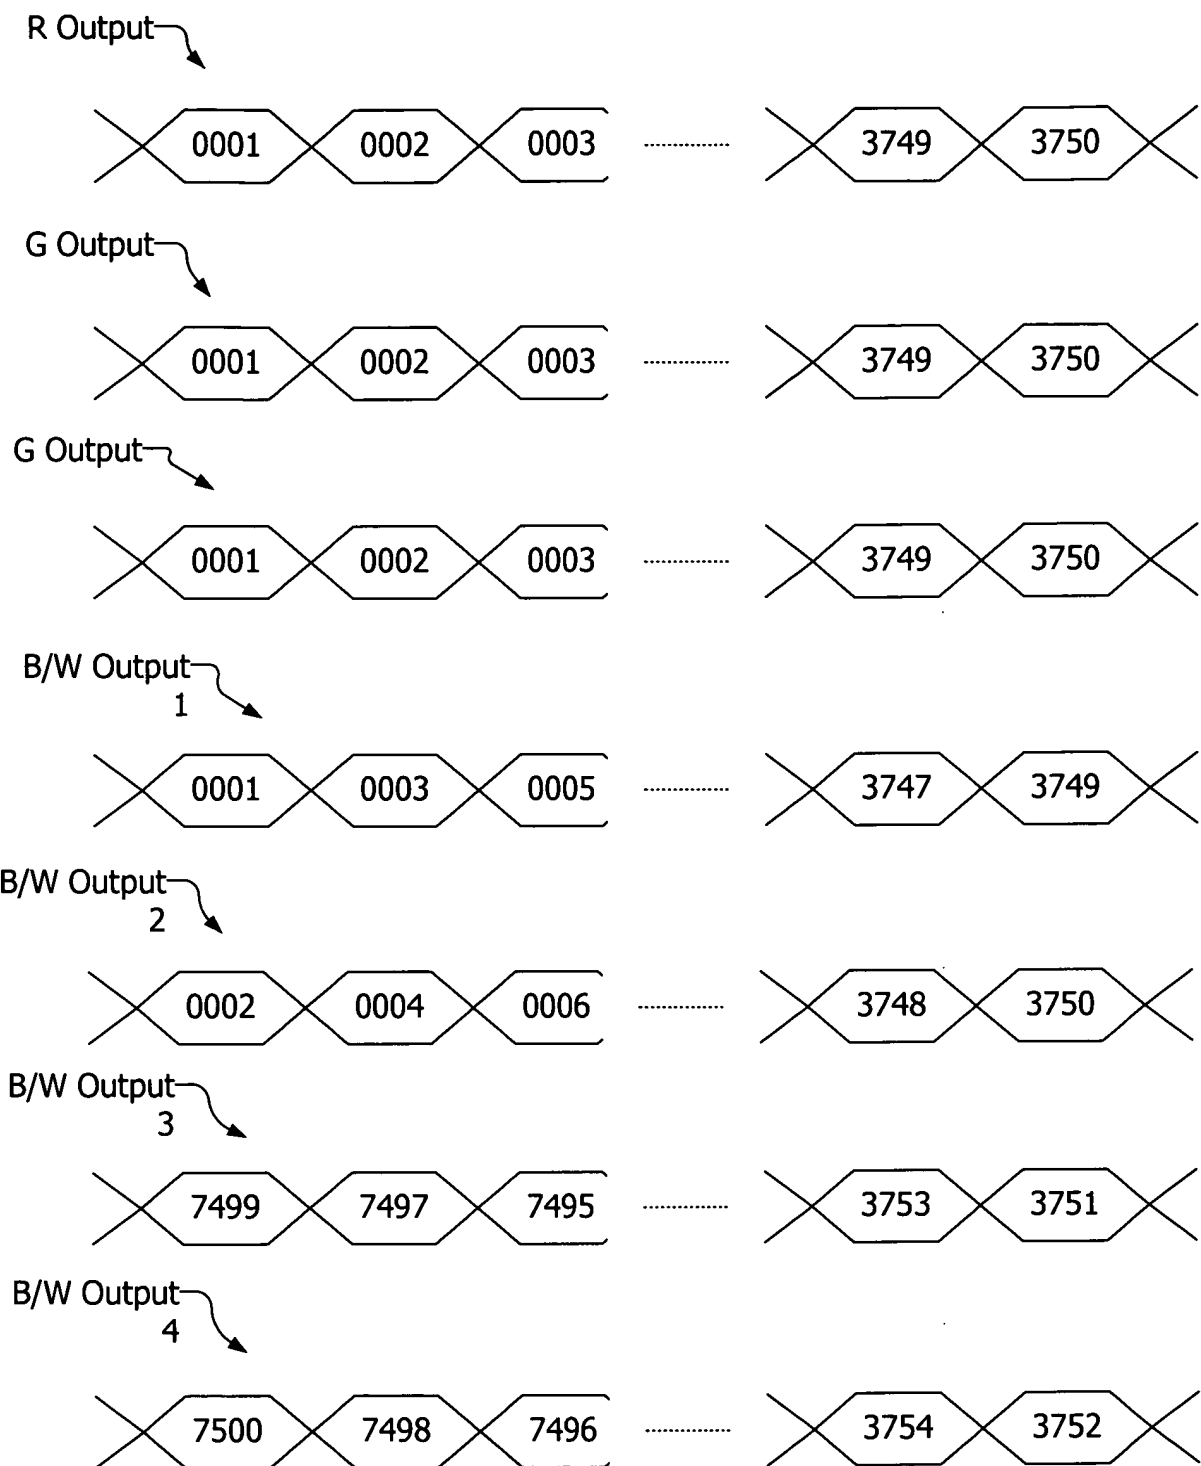 R Output
0001 0002 0003 .............. 3749 3750
G Output
0001 0002 0003 .............. 3749 3750
G Output
0001 0002 0003 .............. 3749 3750
B/W Output
1
0001 0003 0005 .............. 3747 3749
B/W Output
2
0002 0004 0006 .............. 3748 3750
B/W Output
3
7499 7497 7495 .............. 3753 3751
B/W Output
4
7500 7498 7496 .............. 3754 3752